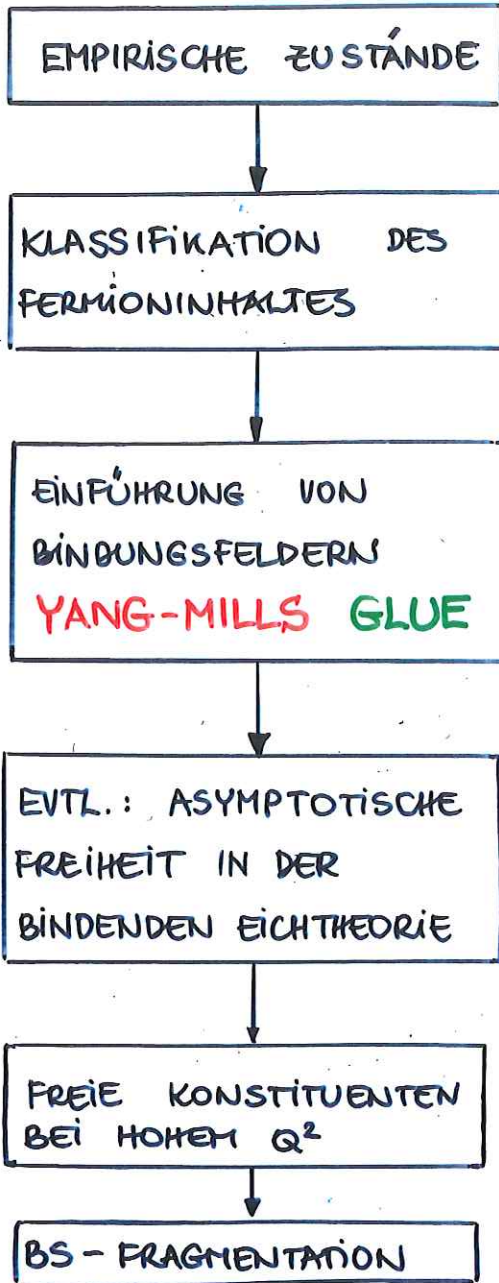 EMPIRISCHE ZUSTÄNDE
KLASSIFIKATION DES
FERMIONINHALTES
EINFÜHRUNG VON
BINDUNGSFELDERN
YANG-MILLS GLUE
EVTL.: ASYMPTOTISCHE
FREIHEIT IN DER
BINDENDEN EICHTHEORIE
FREIE KONSTITUENTEN
BEI HOHEM Q²
BS - FRAGMENTATION